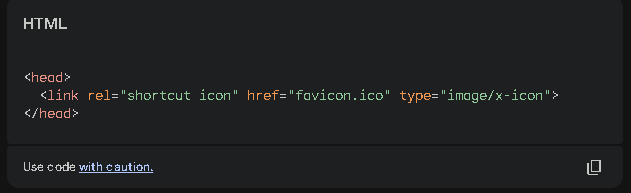 HTML
<head>
  <link rel="shortcut icon" href="favicon.ico" type="image/x-icon">
</head>
Use code with caution.